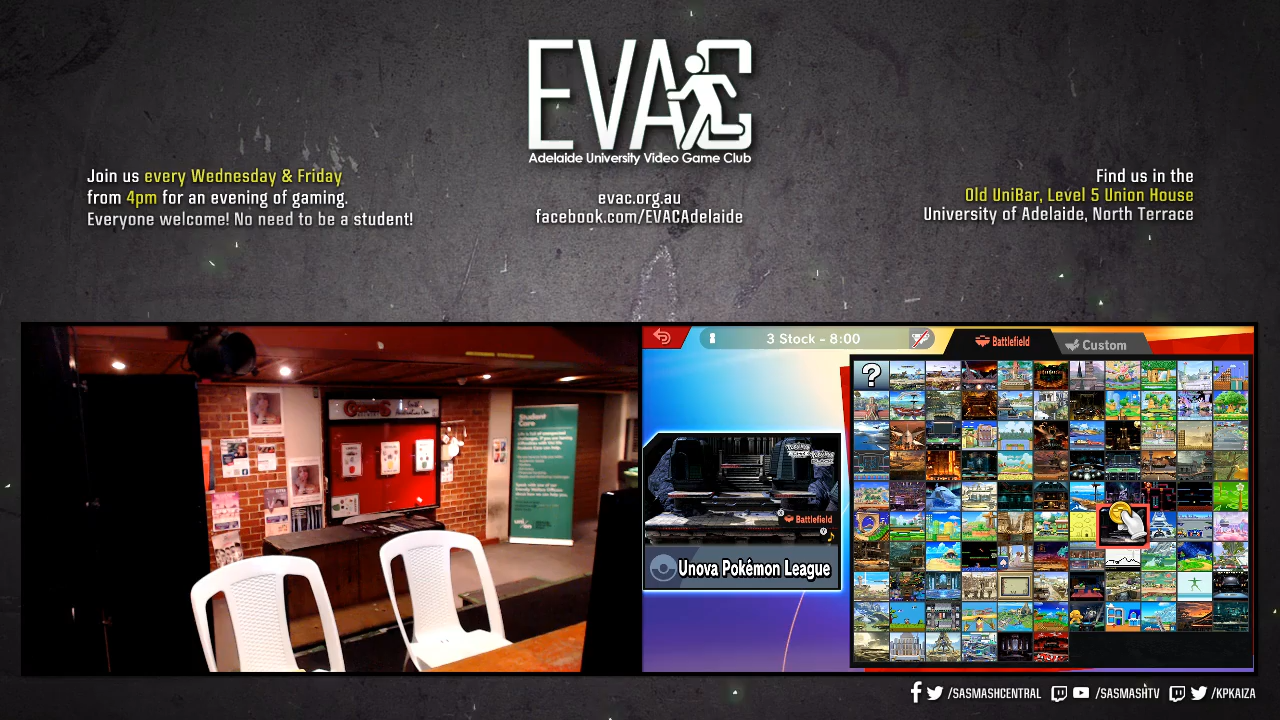 EVAC
Adelaide University Video Game Club
Join us every Wednesday & Friday
from 4pm for an evening of gaming.
Everyone welcome! No need to be a student!
evac.org.au
facebook.com/EVACAdelaide
Find us in the
Old UniBar, Level 5 Union House
University of Adelaide, North Terrace
Student
Care
3 Stock - 8:00
Battlefield
Custom
?
Battlefield
Unova Pokémon League
/SASMASHCENTRAL
/SASMASHTV
/KPKAIZA